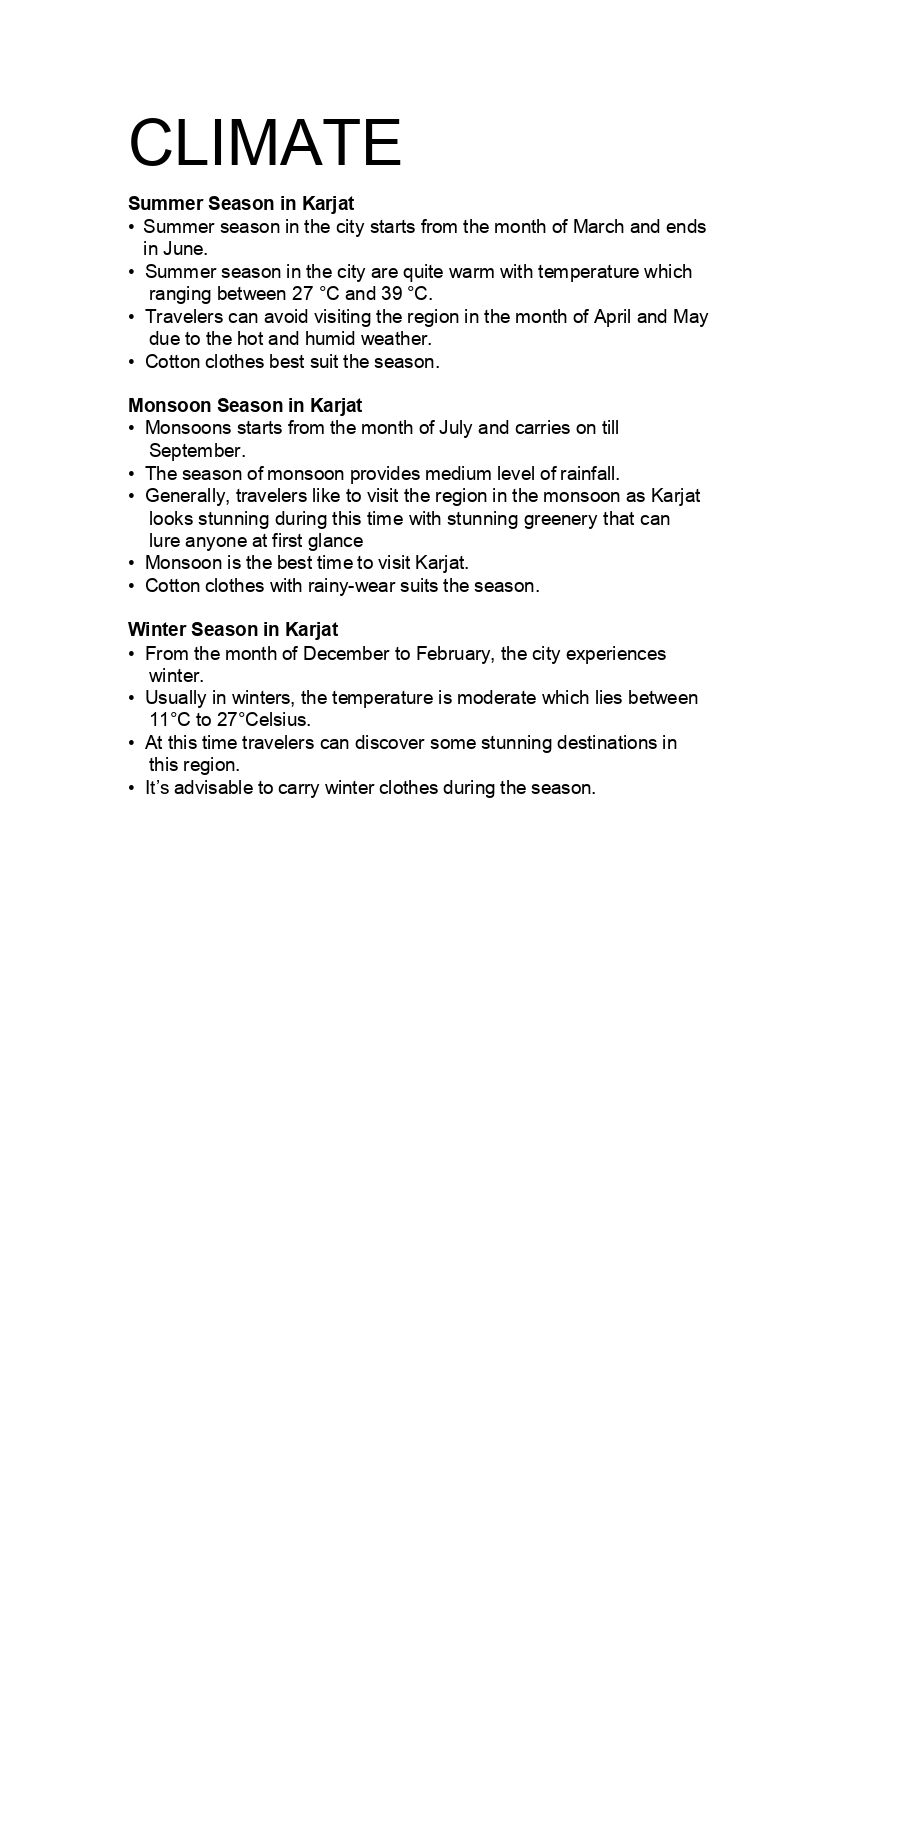 CLIMATE
Summer Season in Karjat
• Summer season in the city starts from the month of March and ends
in June.
• Summer season in the city are quite warm with temperature which
ranging between 27 °C and 39 °C.
• Travelers can avoid visiting the region in the month of April and May
due to the hot and humid weather.
• Cotton clothes best suit the season.
Monsoon Season in Karjat
• Monsoons starts from the month of July and carries on till
September.
• The season of monsoon provides medium level of rainfall.
• Generally, travelers like to visit the region in the monsoon as Karjat
looks stunning during this time with stunning greenery that can
lure anyone at first glance
• Monsoon is the best time to visit Karjat.
• Cotton clothes with rainy-wear suits the season.
Winter Season in Karjat
• From the month of December to February, the city experiences
winter.
• Usually in winters, the temperature is moderate which lies between
11°C to 27°Celsius.
• At this time travelers can discover some stunning destinations in
this region.
• It’s advisable to carry winter clothes during the season.